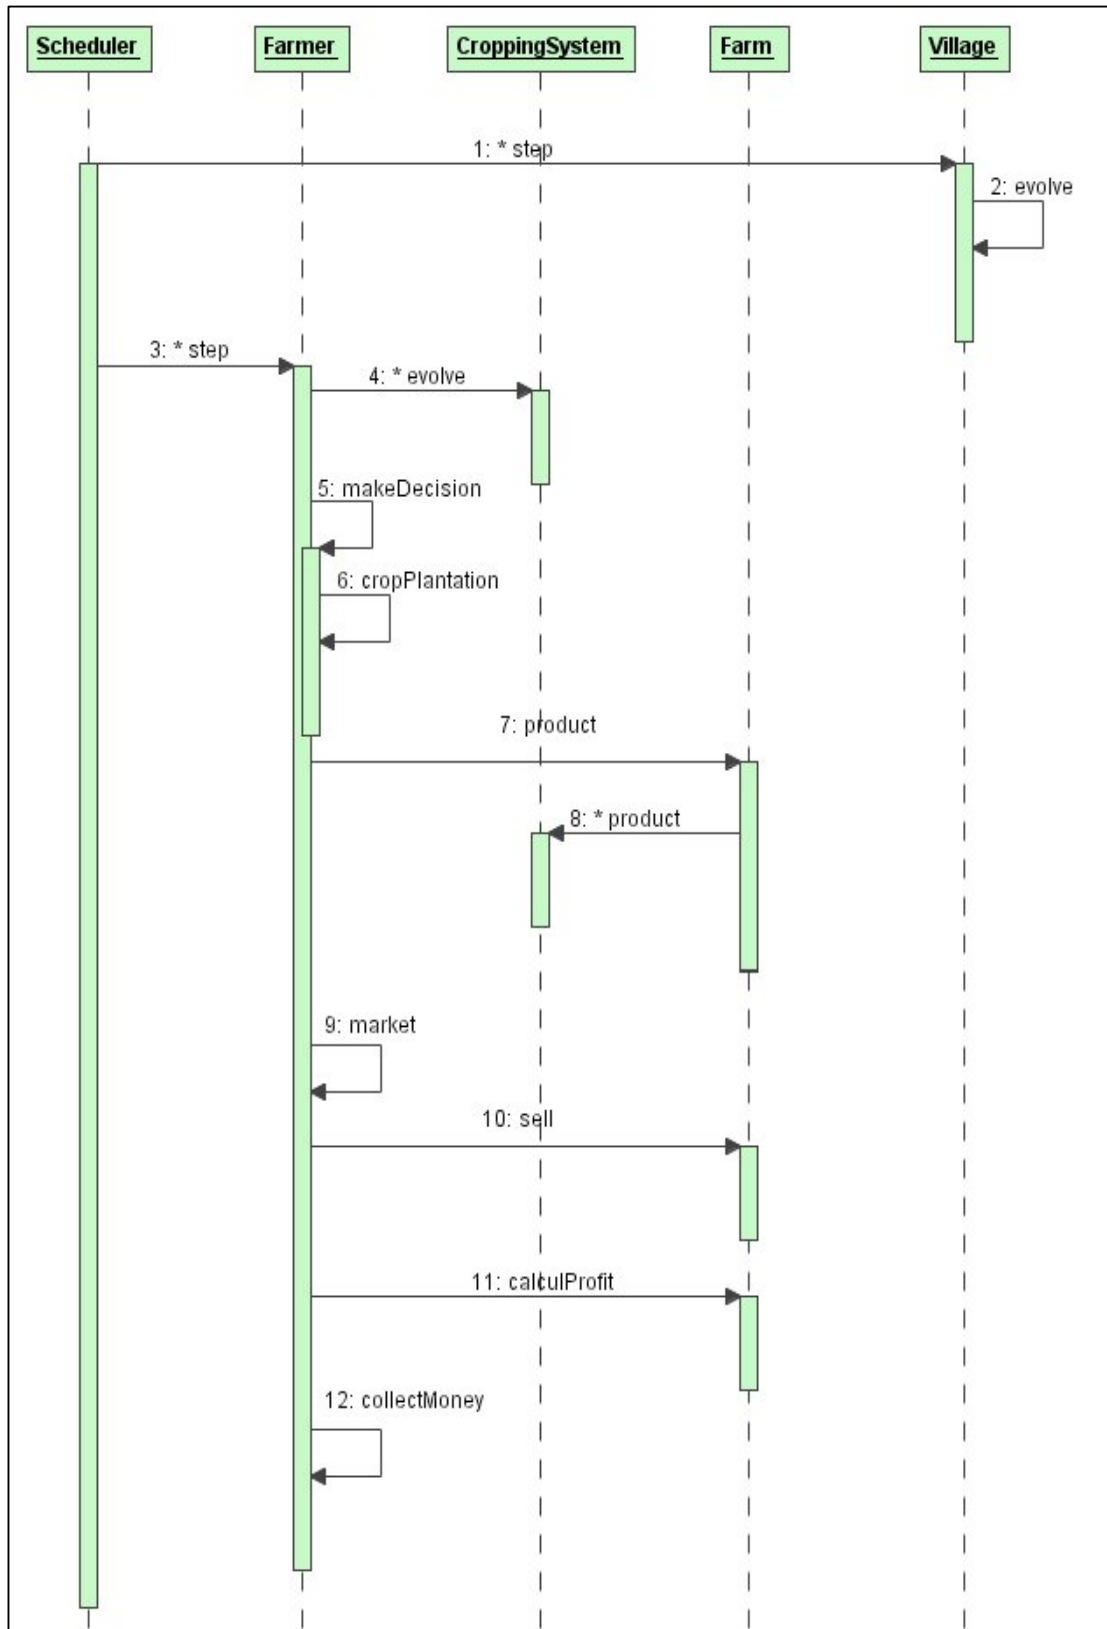 Scheduler
Farmer
CroppingSystem
Farm
Village
1: * step
2: evolve
3: * step
4: * evolve
5: makeDecision
6: cropPlantation
7: product
8: * product
9: market
10: sell
11: calculProfit
12: collectMoney